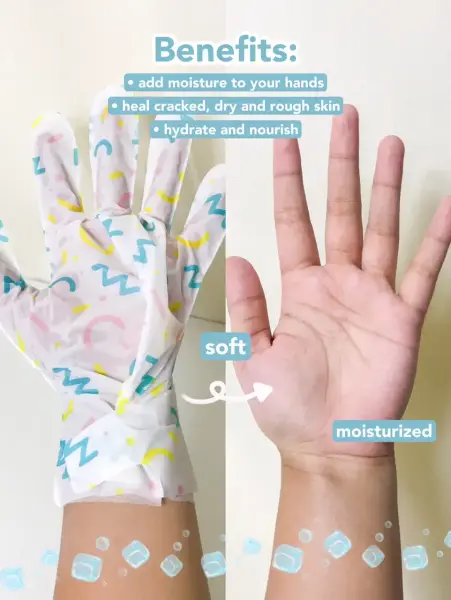 Benefits:
• add moisture to your hands
• heal cracked, dry and rough skin
• hydrate and nourish
soft
moisturized